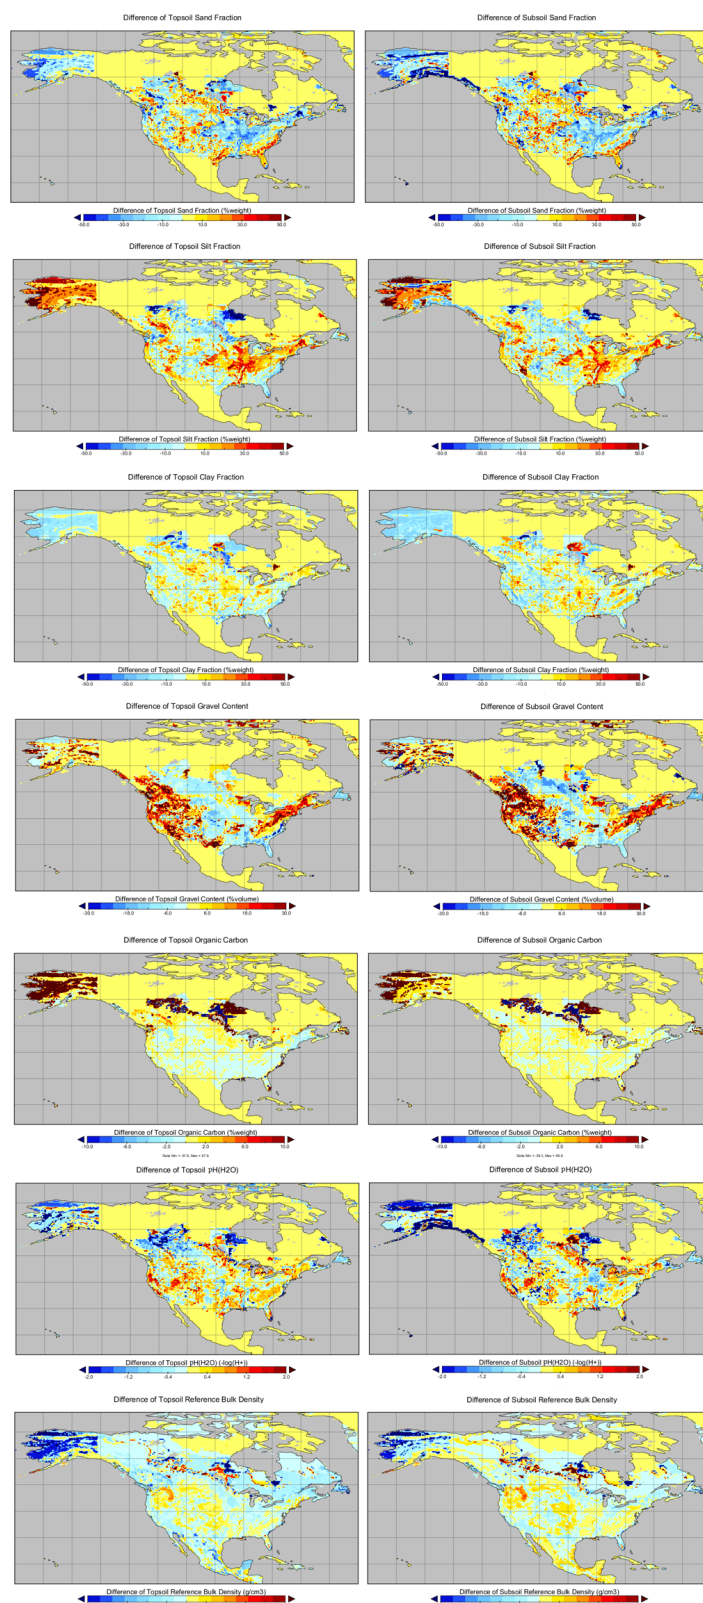 Difference of Topsoil Sand Fraction
Difference of Subsoil Sand Fraction
Difference of Topsoil Sand Fraction (%weight)
Difference of Subsoil Sand Fraction (%weight)
-50.0 -30.0 -10.0 10.0 30.0 50.0
-50.0 -30.0 -10.0 10.0 30.0 50.0
Difference of Topsoil Silt Fraction
Difference of Subsoil Silt Fraction
Difference of Topsoil Silt Fraction (%weight)
Difference of Subsoil Silt Fraction (%weight)
-50.0 -30.0 -10.0 10.0 30.0 50.0
-50.0 -30.0 -10.0 10.0 30.0 50.0
Difference of Topsoil Clay Fraction
Difference of Subsoil Clay Fraction
Difference of Topsoil Clay Fraction (%weight)
Difference of Subsoil Clay Fraction (%weight)
-30.0 -10.0 10.0 30.0
-30.0 -10.0 10.0 30.0
Difference of Topsoil Gravel Content
Difference of Subsoil Gravel Content
Difference of Topsoil Gravel Content (%volume)
Difference of Subsoil Gravel Content (%volume)
-30.0 -18.0 -6.0 6.0 18.0 30.0
-30.0 -18.0 -6.0 6.0 18.0 30.0
Difference of Topsoil Organic Carbon
Difference of Subsoil Organic Carbon
Difference of Topsoil Organic Carbon (%weight)
Difference of Subsoil Organic Carbon (%weight)
-10.0 -6.0 -2.0 2.0 6.0 10.0
-10.0 -6.0 -2.0 2.0 6.0 10.0
Difference of Topsoil pH(H2O)
Difference of Subsoil pH(H2O)
Difference of Topsoil pH(H2O) (-log(H+))
Difference of Subsoil pH(H2O) (-log(H+))
-2.0 -1.2 -0.4 0.4 1.2 2.0
-2.0 -1.2 -0.4 0.4 1.2 2.0
Difference of Topsoil Reference Bulk Density
Difference of Subsoil Reference Bulk Density
Difference of Topsoil Reference Bulk Density (g/cm3)
Difference of Subsoil Reference Bulk Density (g/cm3)